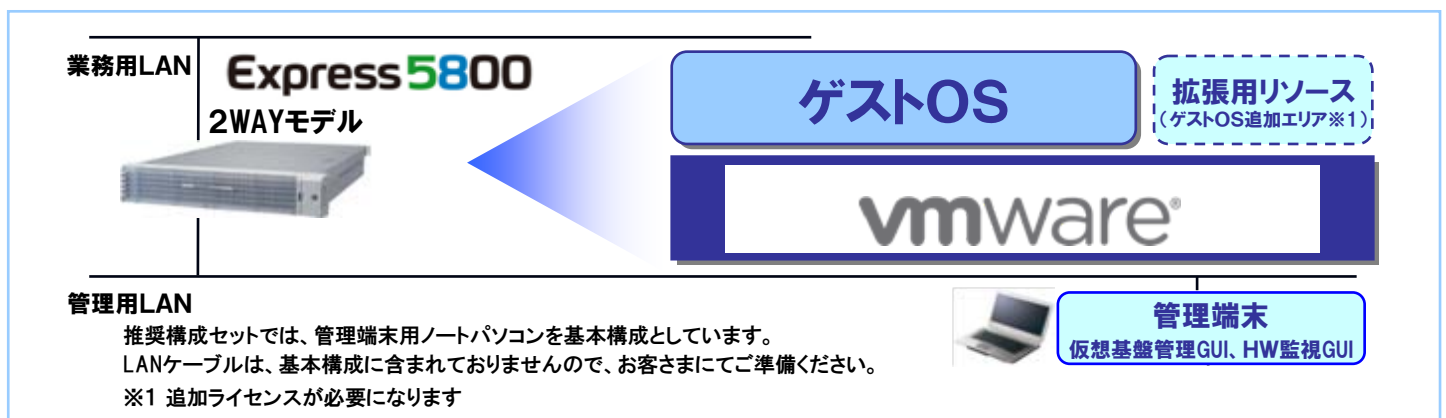 業務用LAN
Express5800
2WAYモデル
ゲストOS
拡張用リソース
(ゲストOS追加エリア※1)
vmware®
管理用LAN
推奨構成セットでは、管理端末用ノートパソコンを基本構成としています。
LANケーブルは、基本構成に含まれておりませんので、お客さまにてご準備ください。
※1 追加ライセンスが必要になります
管理端末
仮想基盤管理GUI、HW監視GUI